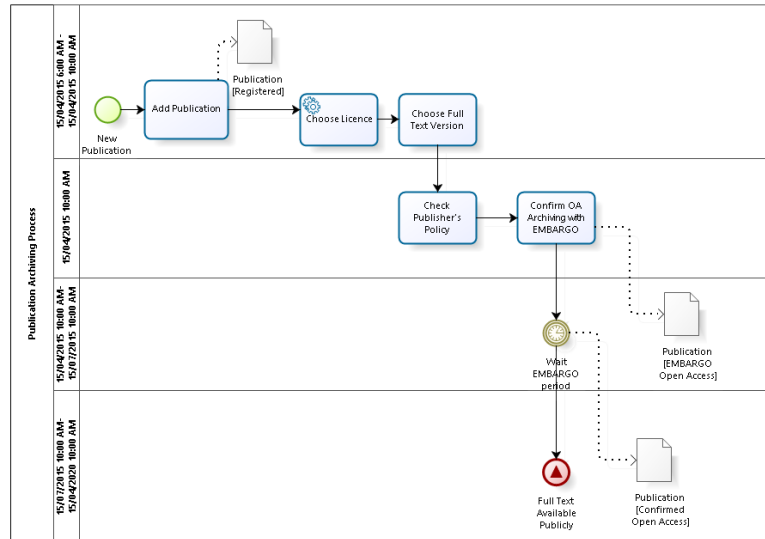 Publication Archiving Process
15/04/2015 6:00 AM -
15/04/2015 10:00 AM
New
Publication
Add Publication
Publication
[Registered]
Choose Licence
Choose Full
Text Version
15/04/2015 10:00 AM
Check
Publisher's
Policy
Confirm OA
Archiving with
EMBARGO
15/04/2015 10:00 AM-
15/07/2015 10:00 AM
Wait
EMBARGO
period
Publication
[EMBARGO
Open Access]
15/07/2015 10:00 AM-
15/04/2020 10:00 AM
Full Text
Available
Publicly
Publication
[Confirmed
Open Access]